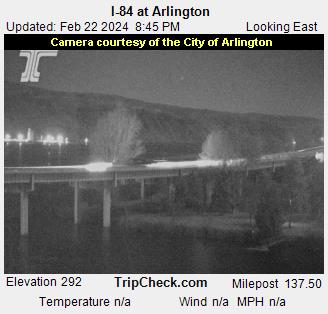 I-84 at Arlington
Updated: Feb 22 2024 8:45 PM Looking East
Camera courtesy of the City of Arlington
Elevation 292 TripCheck.com Milepost 137.50
Temperature n/a Wind n/a MPH n/a